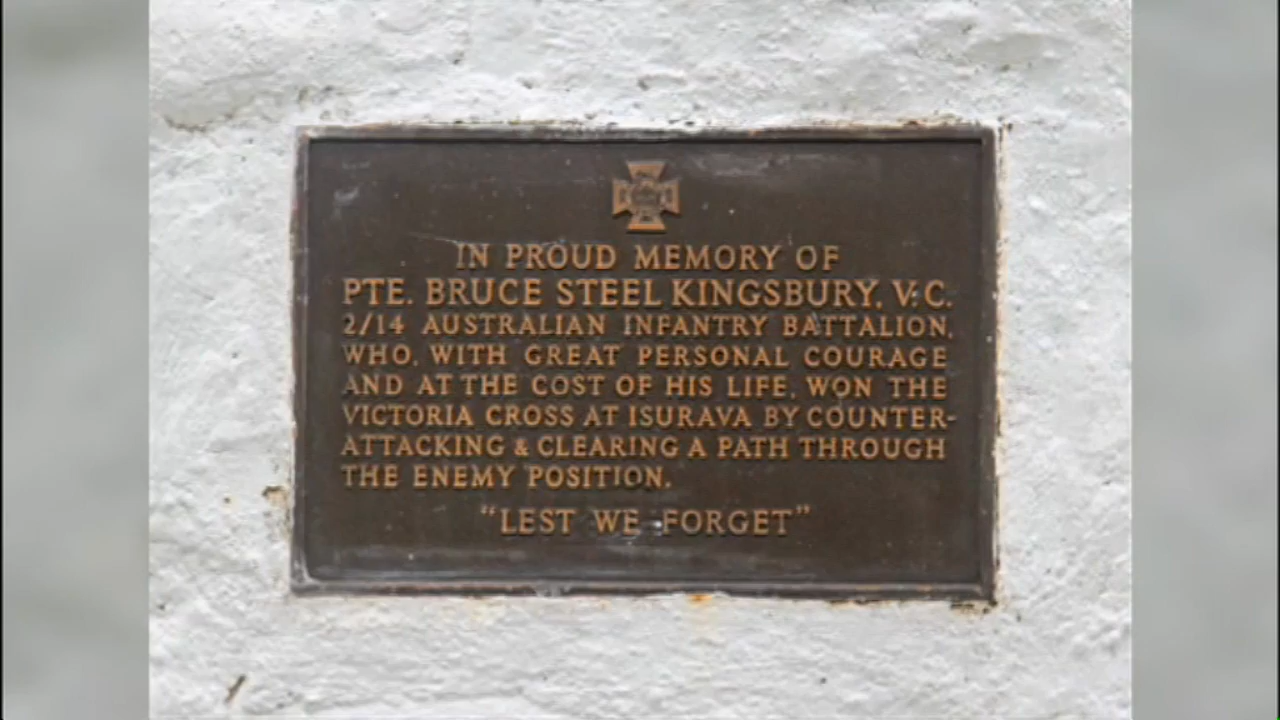 IN PROUD MEMORY OF
PTE. BRUCE STEEL KINGSBURY, V.C.
2/14 AUSTRALIAN INFANTRY BATTALION,
WHO, WITH GREAT PERSONAL COURAGE
AND AT THE COST OF HIS LIFE, WON THE
VICTORIA CROSS AT ISURAVA BY COUNTER-
ATTACKING & CLEARING A PATH THROUGH
THE ENEMY POSITION.
"LEST WE FORGET"